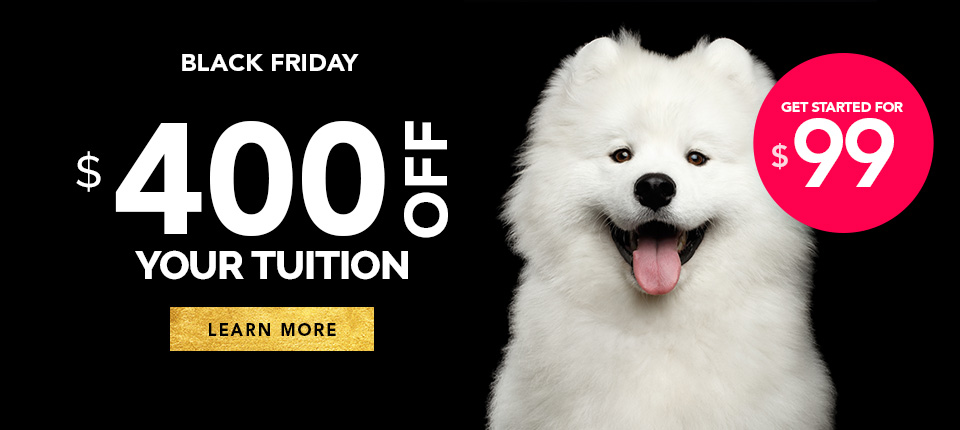 BLACK FRIDAY
$400 OFF
YOUR TUITION
LEARN MORE
GET STARTED FOR
$99